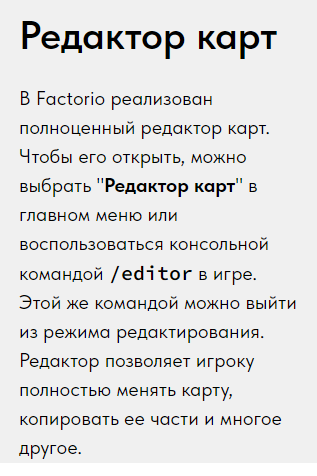 Редактор карт
В Factorio реализован
полноценный редактор карт.
Чтобы его открыть, можно
выбрать "Редактор карт" в
главном меню или
воспользоваться консольной
командой /editor в игре.
Этой же командой можно выйти
из режима редактирования.
Редактор позволяет игроку
полностью менять карту,
копировать ее части и многое
другое.